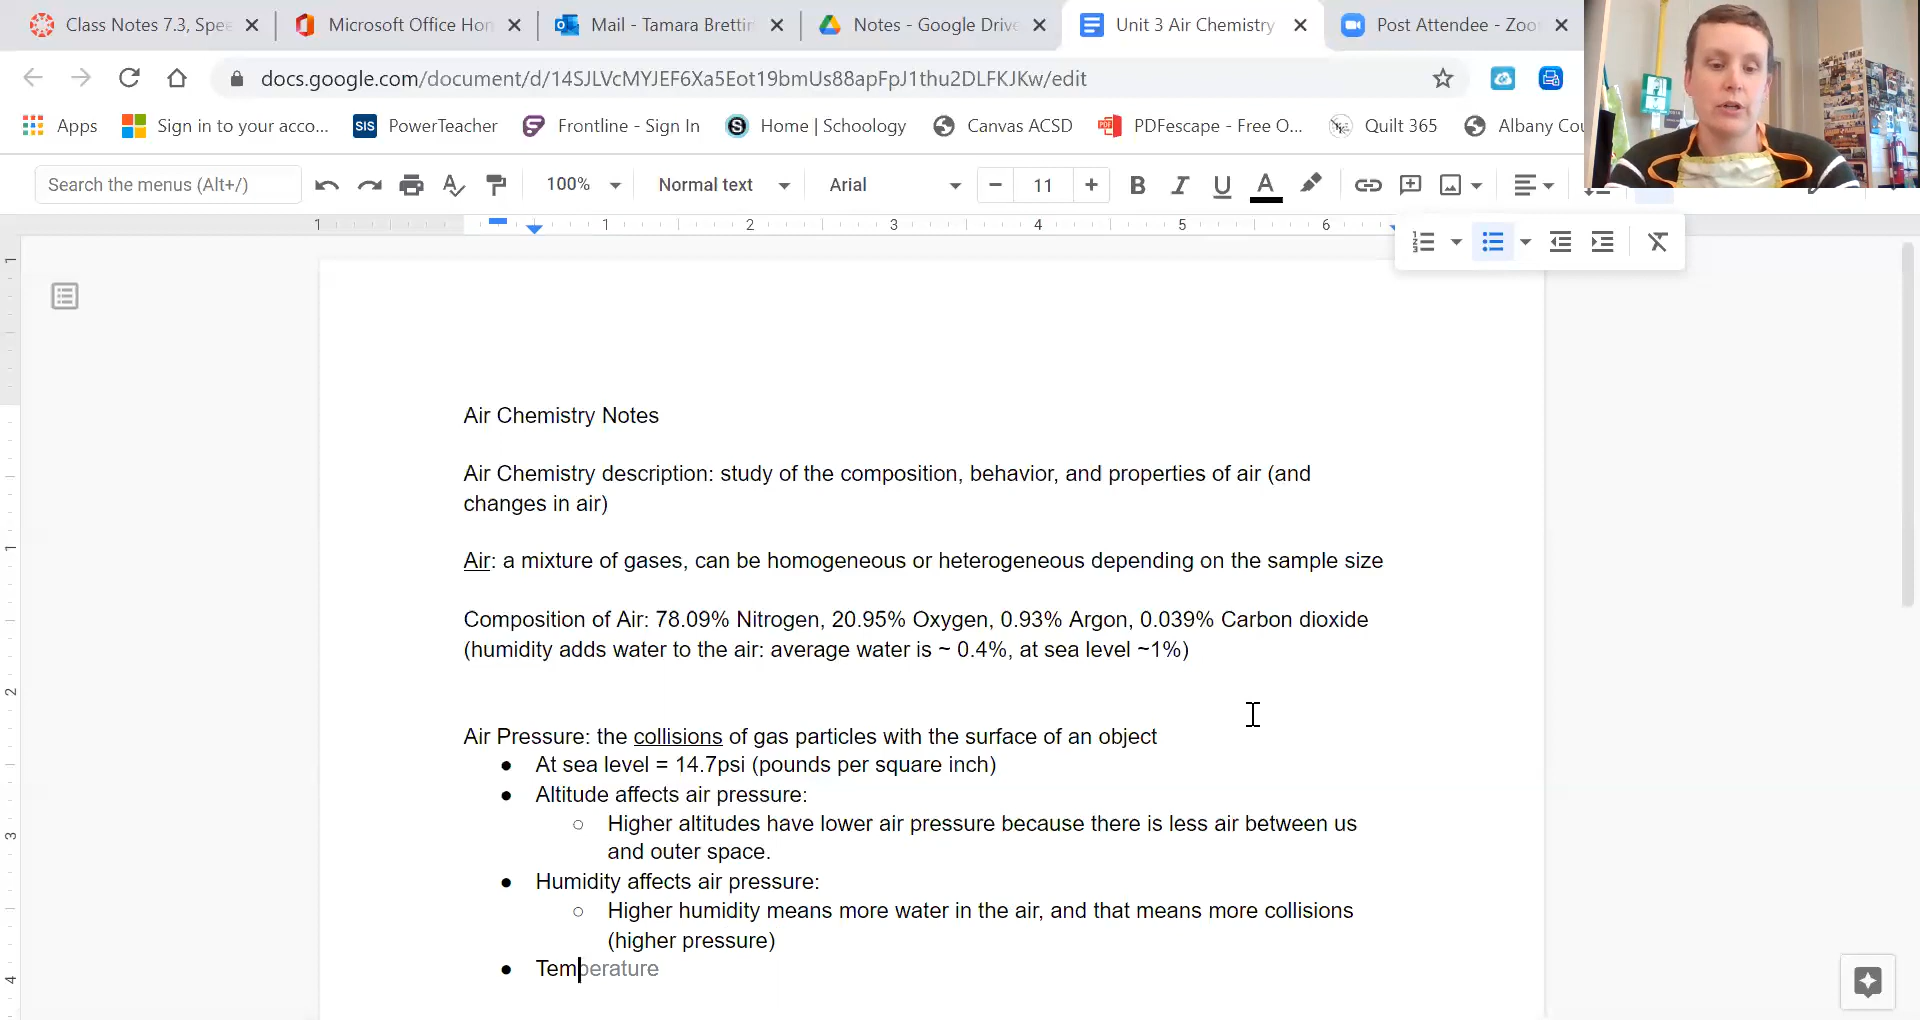 Class Notes 7.3, Spee
Microsoft Office Hon
Mail - Tamara Brettin
Notes - Google Drive
Unit 3 Air Chemistry
Post Attendee - Zoo
docs.google.com/document/d/14SJLVcMYJEF6Xa5Eot19bmUs88apFpJ1thu2DLFKJKw/edit
Apps
Sign in to your acco...
SIS
PowerTeacher
Frontline - Sign In
Home | Schoology
Canvas ACSD
PDFescape - Free O...
Quilt 365
Albany Cou
Search the menus (Alt+/)
100%
Normal text
Arial
11
1 1 2 3 4 5 6
Air Chemistry Notes
Air Chemistry description: study of the composition, behavior, and properties of air (and
changes in air)
Air: a mixture of gases, can be homogeneous or heterogeneous depending on the sample size
Composition of Air: 78.09% Nitrogen, 20.95% Oxygen, 0.93% Argon, 0.039% Carbon dioxide
(humidity adds water to the air: average water is ~ 0.4%, at sea level ~1%)
Air Pressure: the collisions of gas particles with the surface of an object
● At sea level = 14.7psi (pounds per square inch)
● Altitude affects air pressure:
○ Higher altitudes have lower air pressure because there is less air between us
and outer space.
● Humidity affects air pressure:
○ Higher humidity means more water in the air, and that means more collisions
(higher pressure)
● Temperature